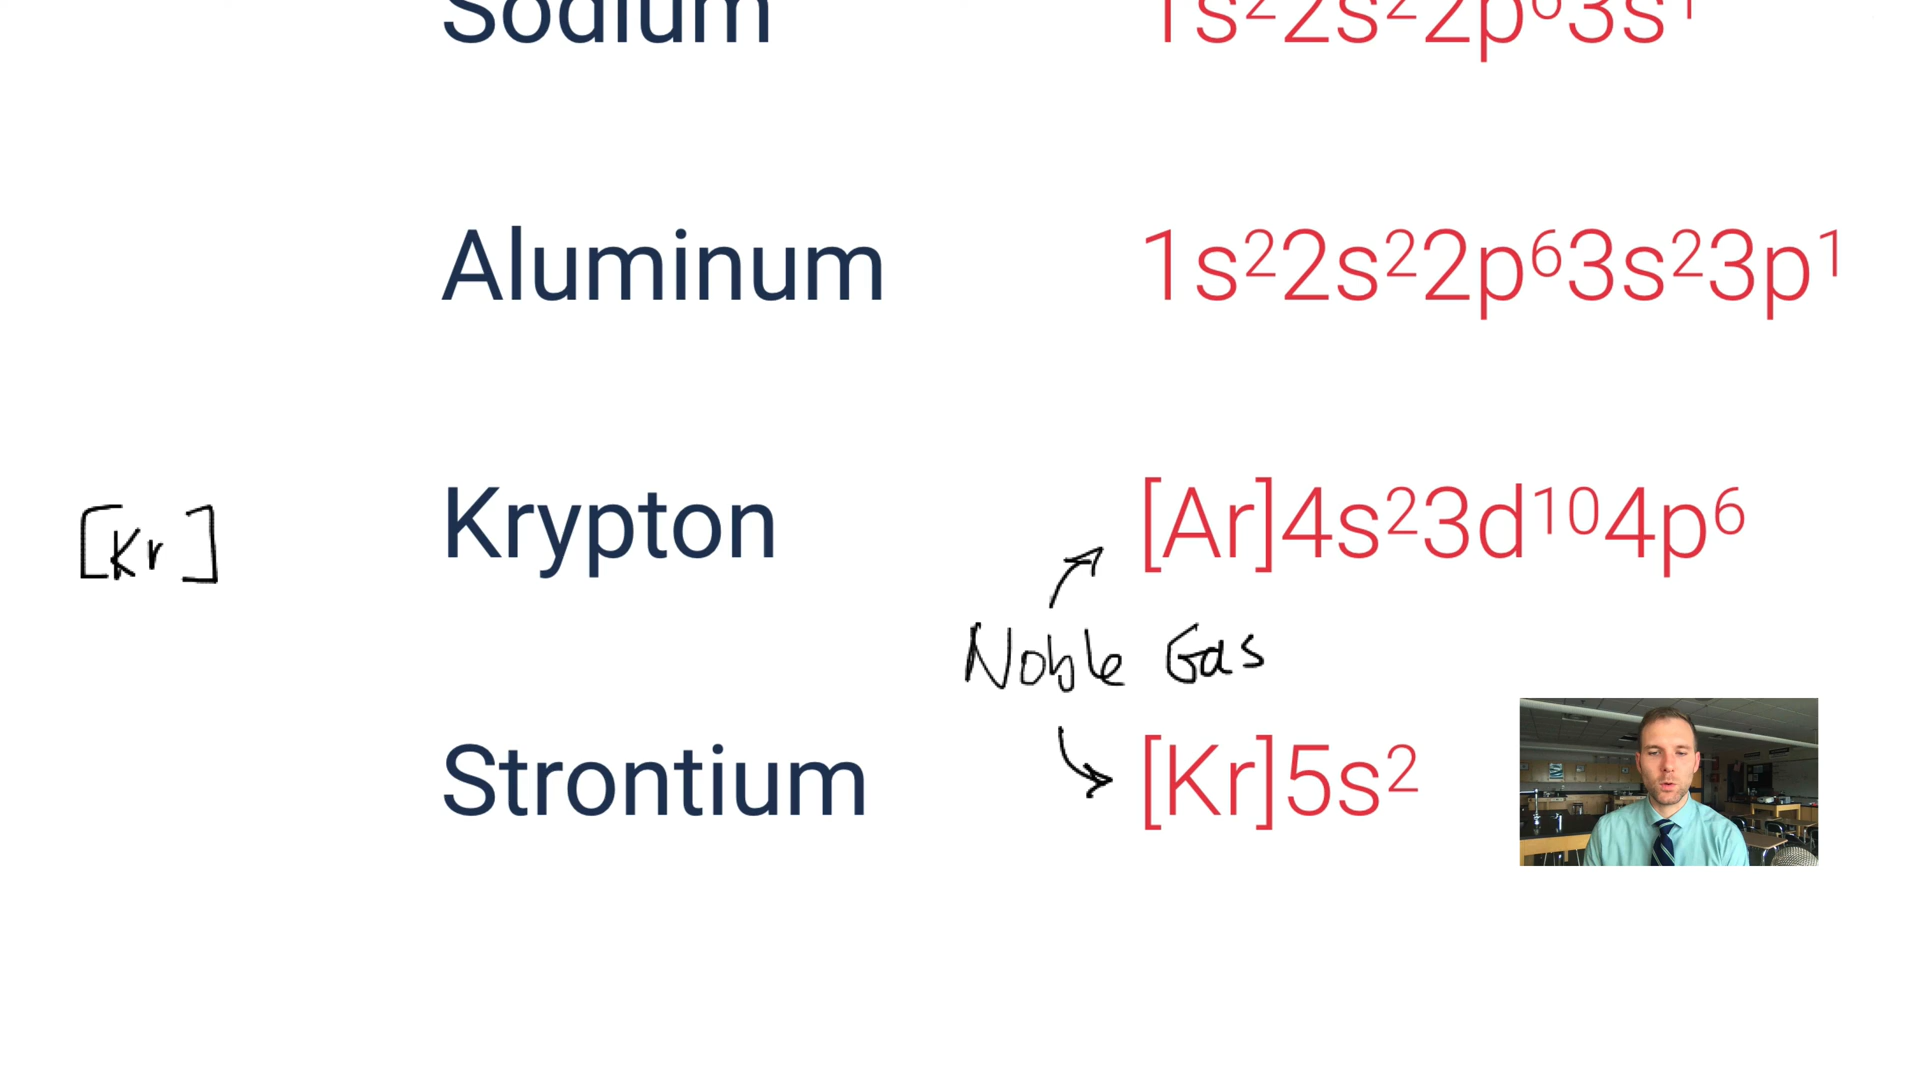 Sodium 1s²2s²2p⁶3s¹
Aluminum 1s²2s²2p⁶3s²3p¹
[Kr] Krypton [Ar]4s²3d¹⁰4p⁶
Noble Gas
Strontium [Kr]5s²